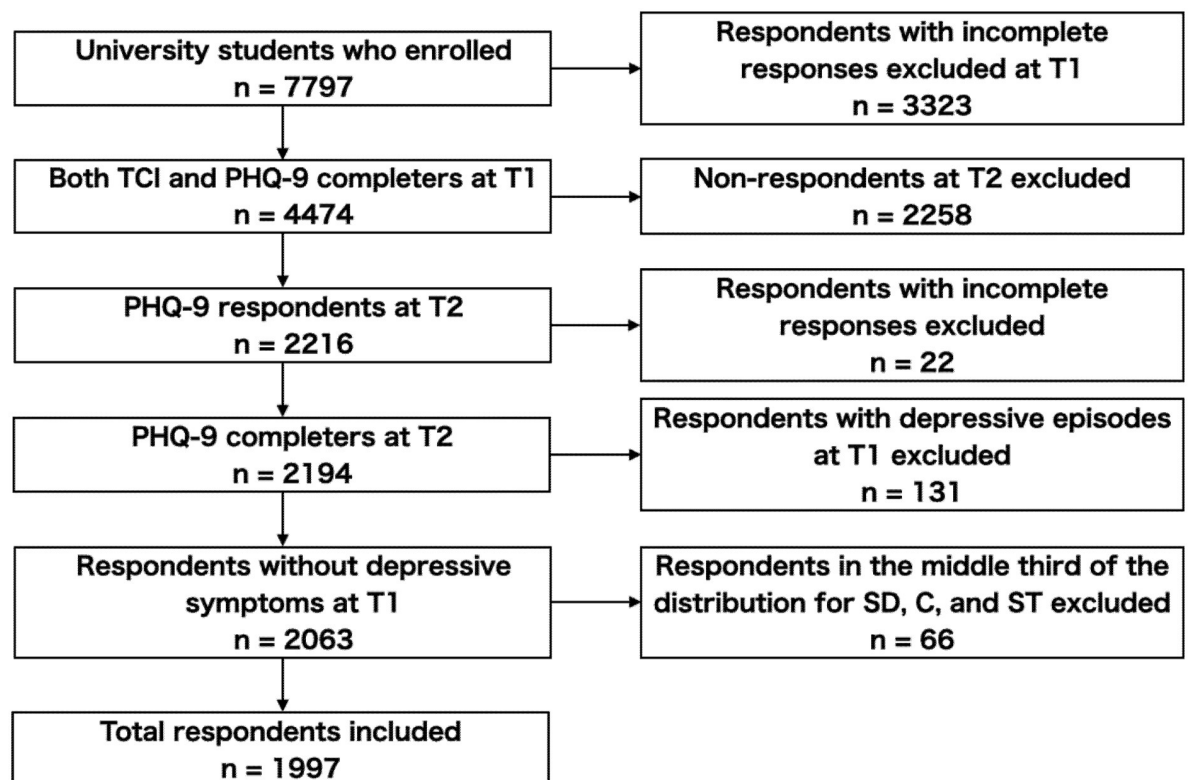 University students who enrolled
n = 7797
Respondents with incomplete
responses excluded at T1
n = 3323
Both TCI and PHQ-9 completers at T1
n = 4474
Non-respondents at T2 excluded
n = 2258
PHQ-9 respondents at T2
n = 2216
Respondents with incomplete
responses excluded
n = 22
PHQ-9 completers at T2
n = 2194
Respondents with depressive episodes
at T1 excluded
n = 131
Respondents without depressive
symptoms at T1
n = 2063
Respondents in the middle third of the
distribution for SD, C, and ST excluded
n = 66
Total respondents included
n = 1997